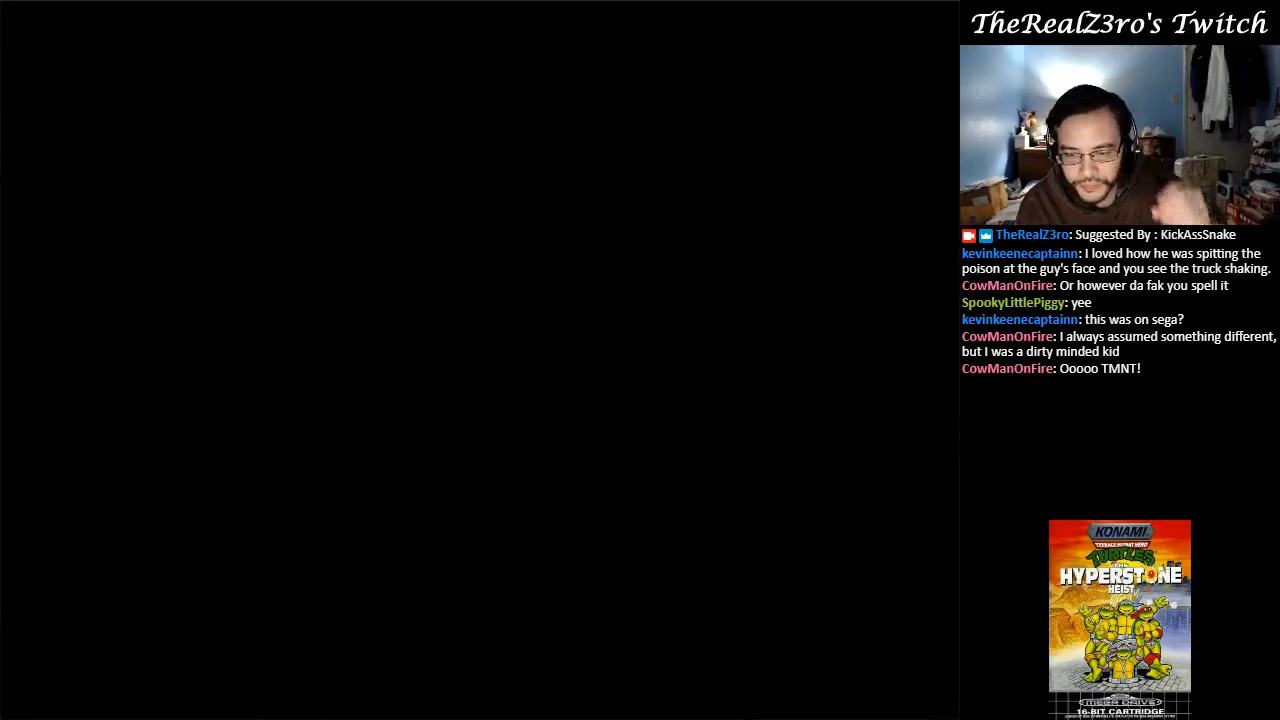 TheRealZ3ro's Twitch
TheRealZ3ro: Suggested By : KickAssSnake
kevinkeenecaptainn: I loved how he was spitting the
poison at the guy's face and you see the truck shaking.
CowManOnFire: Or however da fak you spell it
SpookyLittlePiggy: yee
kevinkeenecaptainn: this was on sega?
CowManOnFire: I always assumed something different,
but I was a dirty minded kid
CowManOnFire: Ooooo TMNT!
KONAMI
TEENAGE MUTANT HERO
TURTLES
THE
HYPERSTONE
HEIST
MEGA DRIVE
16-BIT CARTRIDGE